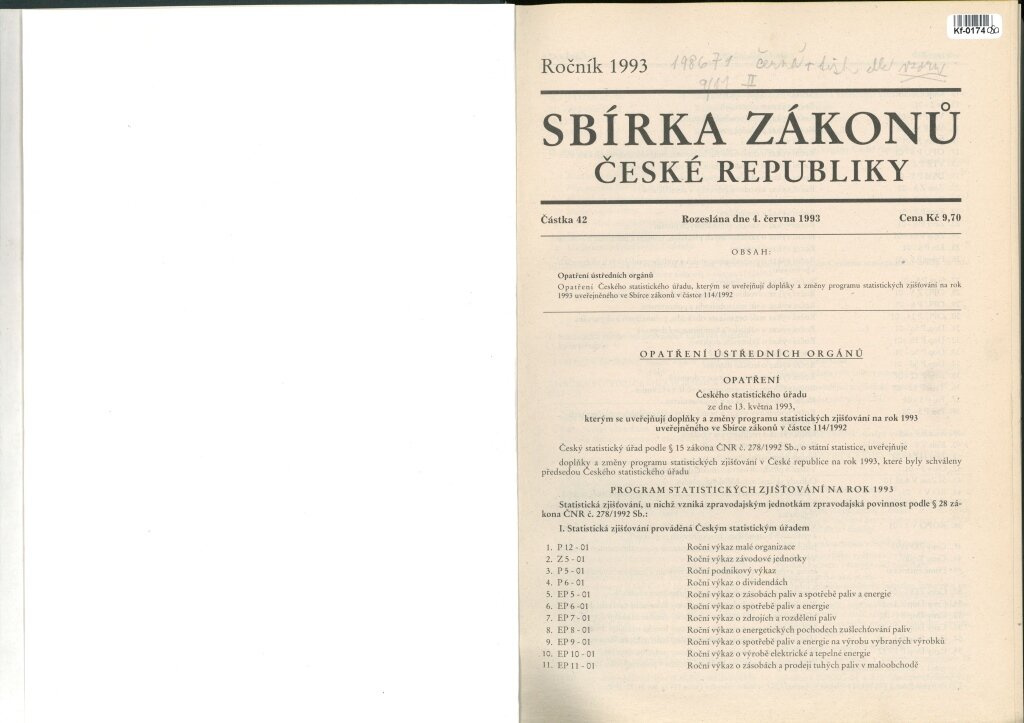 Kf-0174
Ročník 1993
198671
9/11 II
SBÍRKA ZÁKONŮ
ČESKÉ REPUBLIKY
Částka 42 Rozeslána dne 4. června 1993 Cena Kč 9,70
OBSAH:
Opatření ústředních orgánů
Opatření Českého statistického úřadu, kterým se uveřejňují doplňky a změny programu statistických zjišťování na rok
1993 uveřejněného ve Sbírce zákonů v částce 114/1992
OPATŘENÍ ÚSTŘEDNÍCH ORGÁNŮ
OPATŘENÍ
Českého statistického úřadu
ze dne 13. května 1993,
kterým se uveřejňují doplňky a změny programu statistických zjišťování na rok 1993
uveřejněného ve Sbírce zákonů v částce 114/1992
Český statistický úřad podle § 15 zákona ČNR č. 278/1992 Sb., o státní statistice, uveřejňuje
doplňky a změny programu statistických zjišťování v České republice na rok 1993, které byly schváleny
předsedou Českého statistického úřadu
PROGRAM STATISTICKÝCH ZJIŠŤOVÁNÍ NA ROK 1993
Statistická zjišťování, u nichž vzniká zpravodajským jednotkám zpravodajská povinnost podle § 28 zá-
kona ČNR č. 278/1992 Sb.:
I. Statistická zjišťování prováděná Českým statistickým úřadem
1. P 12 - 01 Roční výkaz malé organizace
2. Z 5 - 01 Roční výkaz závodové jednotky
3. P 5 - 01 Roční podnikový výkaz
4. P 6 - 01 Roční výkaz o dividendách
5. EP 5 - 01 Roční výkaz o zásobách paliv a spotřebě paliv a energie
6. EP 6 -01 Roční výkaz o spotřebě paliv a energie
7. EP 7 - 01 Roční výkaz o zdrojích a rozdělení paliv
8. EP 8 - 01 Roční výkaz o energetických pochodech zušlechťování paliv
9. EP 9 - 01 Roční výkaz o spotřebě paliv a energie na výrobu vybraných výrobků
10. EP 10 - 01 Roční výkaz o výrobě elektrické a tepelné energie
11. EP 11 - 01 Roční výkaz o zásobách a prodeji tuhých paliv v maloobchodě